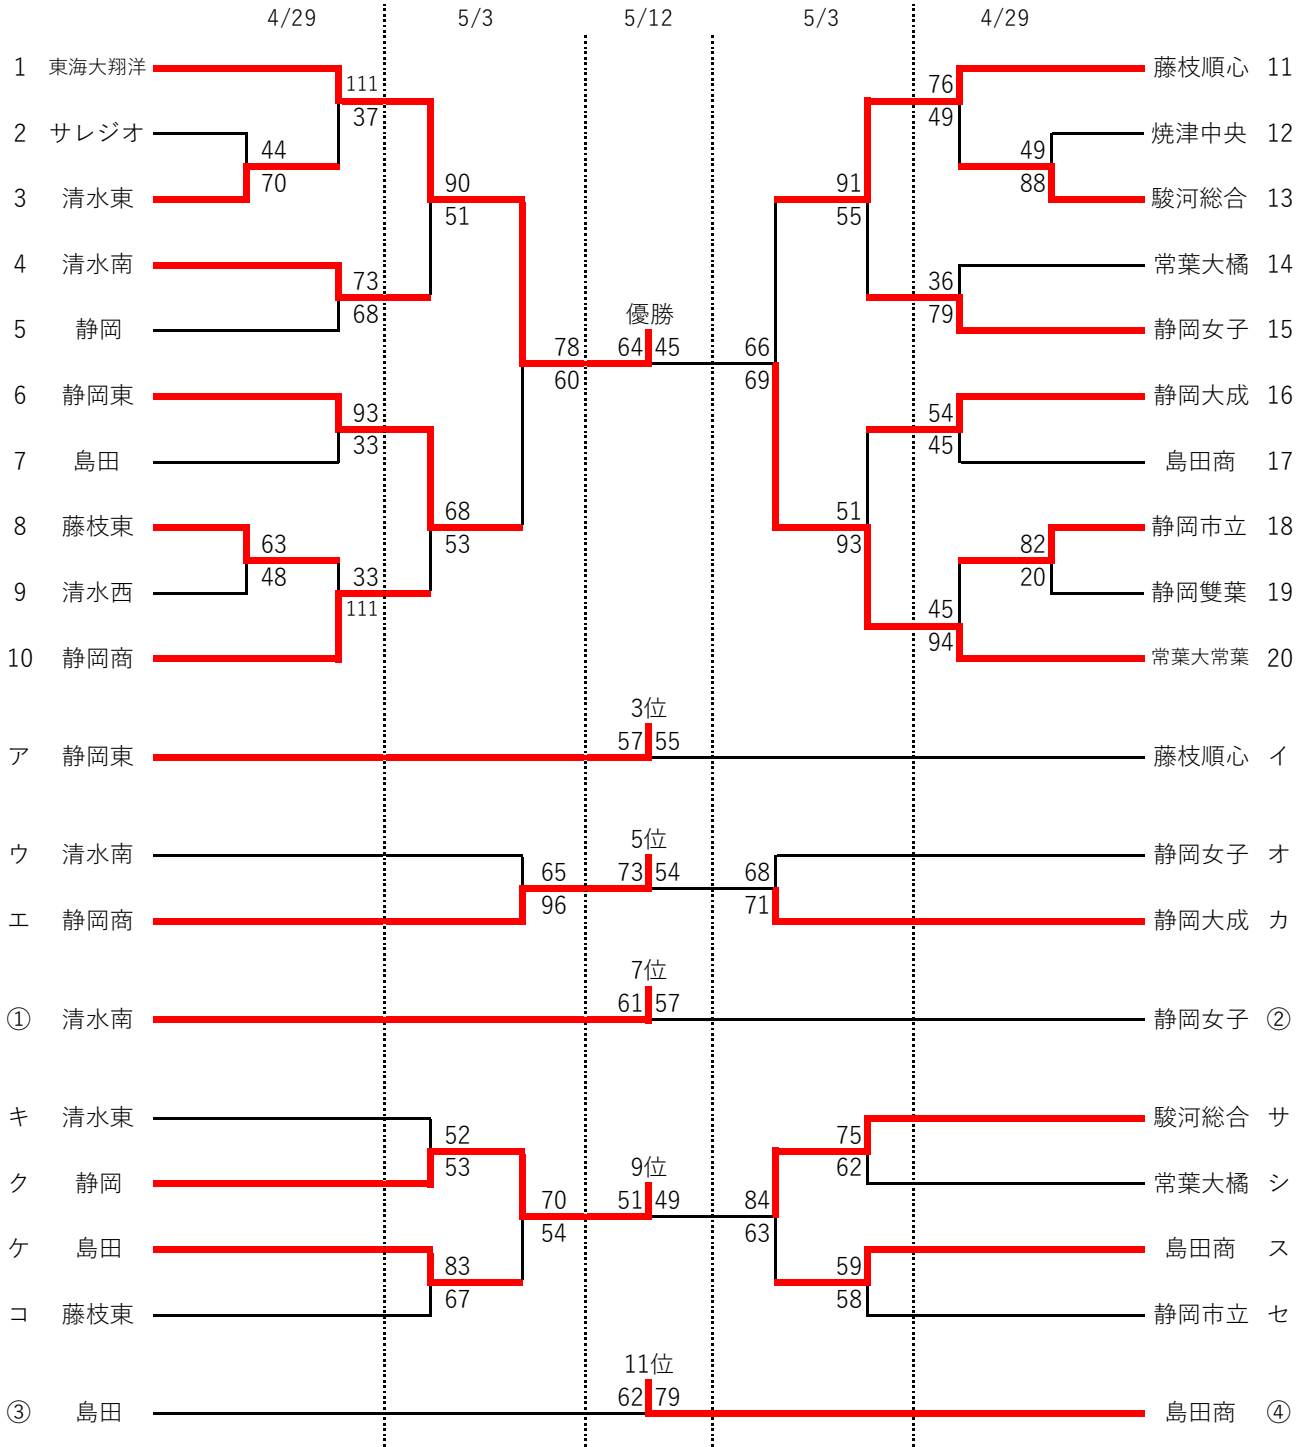 4/29 5/3 5/12 5/3 4/29
1 東海大翔洋 藤枝順心 11
111 76
37 49
2 サレジオ 焼津中央 12
44 49
70 88
3 清水東 駿河総合 13
90 91
51 55
4 清水南 常葉大橘 14
73 36
68 79
優勝
5 静岡 静岡女子 15
78 64 45 66
60 69
6 静岡東 静岡大成 16
93 54
33 45
7 島田 島田商 17
68 51
53 93
8 藤枝東 静岡市立 18
63 82
48 33 20
9 清水西 静岡雙葉 19
111 45
94
10 静岡商 常葉大常葉 20
3位
57 55
ア 静岡東 藤枝順心 イ
5位
ウ 清水南 静岡女子 オ
65 73 54 68
96 71
エ 静岡商 静岡大成 カ
7位
61 57
① 清水南 静岡女子 ②
キ 清水東 駿河総合 サ
52 75
53 62
9位
ク 静岡 常葉大橘 シ
70 51 49 84
54 63
ケ 島田 島田商 ス
83 59
67 58
コ 藤枝東 静岡市立 セ
11位
62 79
③ 島田 島田商 ④